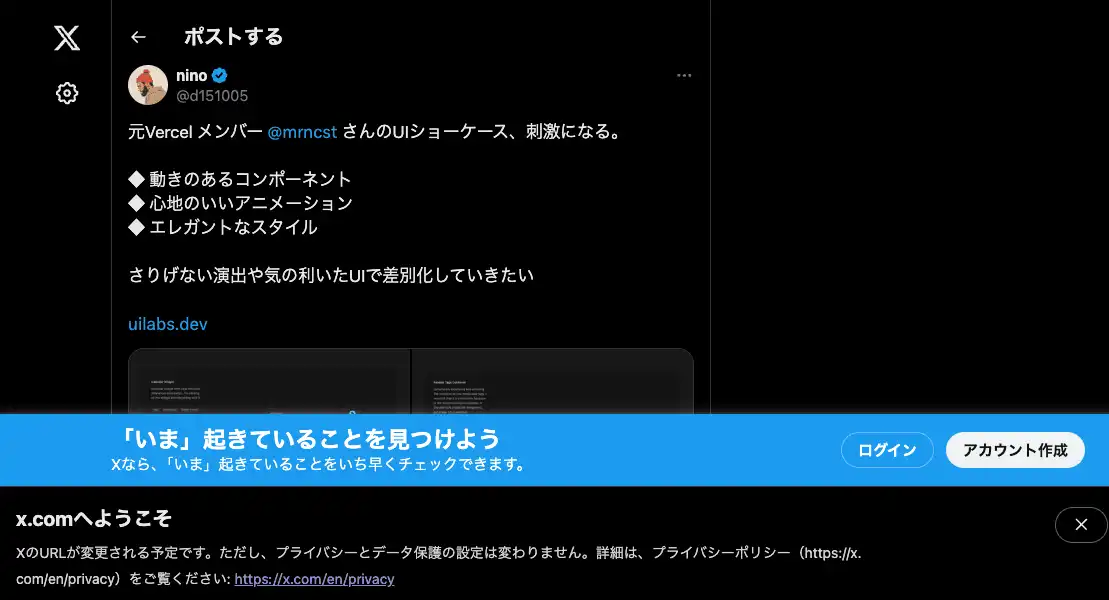 ポストする
nino
@d151005
元Vercel メンバー @mrncst さんのUIショーケース、刺激になる。
◆ 動きのあるコンポーネント
◆ 心地のいいアニメーション
◆ エレガントなスタイル
さりげない演出や気の利いたUIで差別化していきたい
uilabs.dev
「いま」起きていることを見つけよう
Xなら、「いま」起きていることをいち早くチェックできます。
ログイン
アカウント作成
x.comへようこそ
XのURLが変更される予定です。ただし、プライバシーとデータ保護の設定は変わりません。詳細は、プライバシーポリシー（https://x.
com/en/privacy）をご覧ください: https://x.com/en/privacy